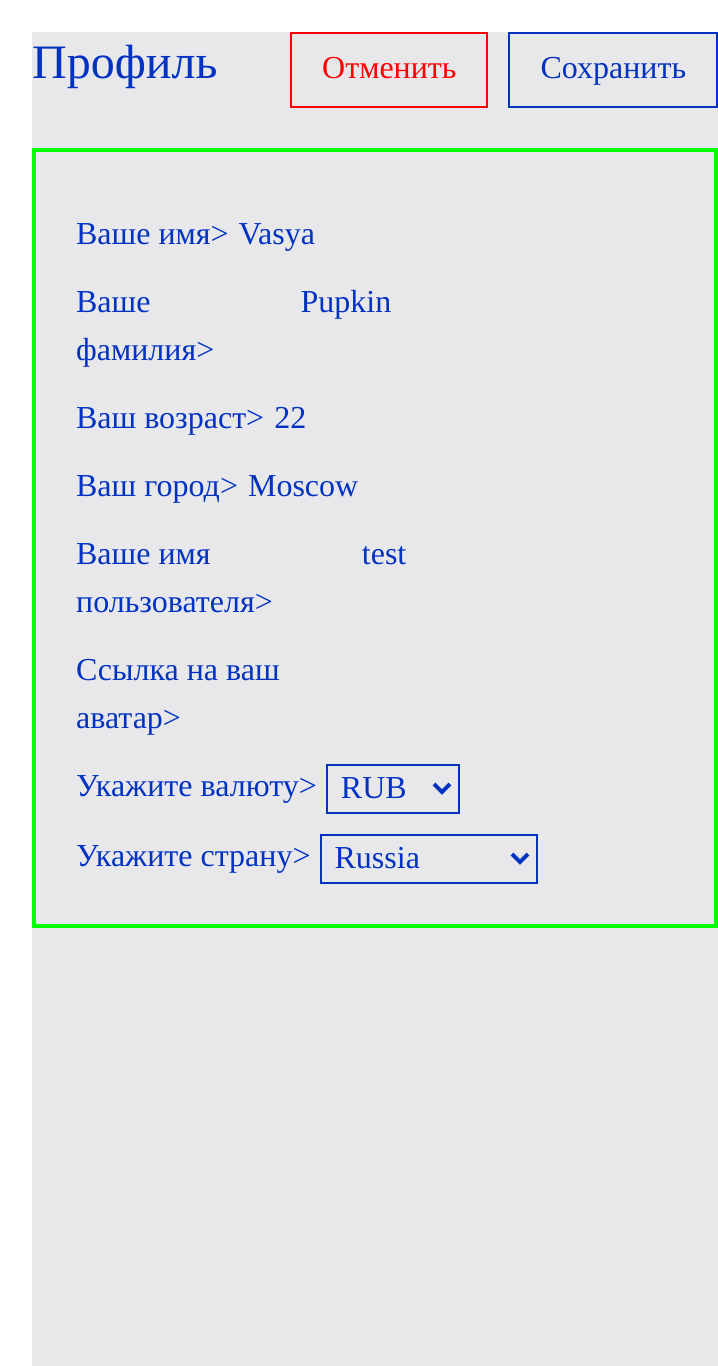 Профиль Отменить Сохранить
Ваше имя> Vasya
Ваше Pupkin
фамилия>
Ваш возраст> 22
Ваш город> Moscow
Ваше имя test
пользователя>
Ссылка на ваш
аватар>
Укажите валюту> RUB
Укажите страну> Russia